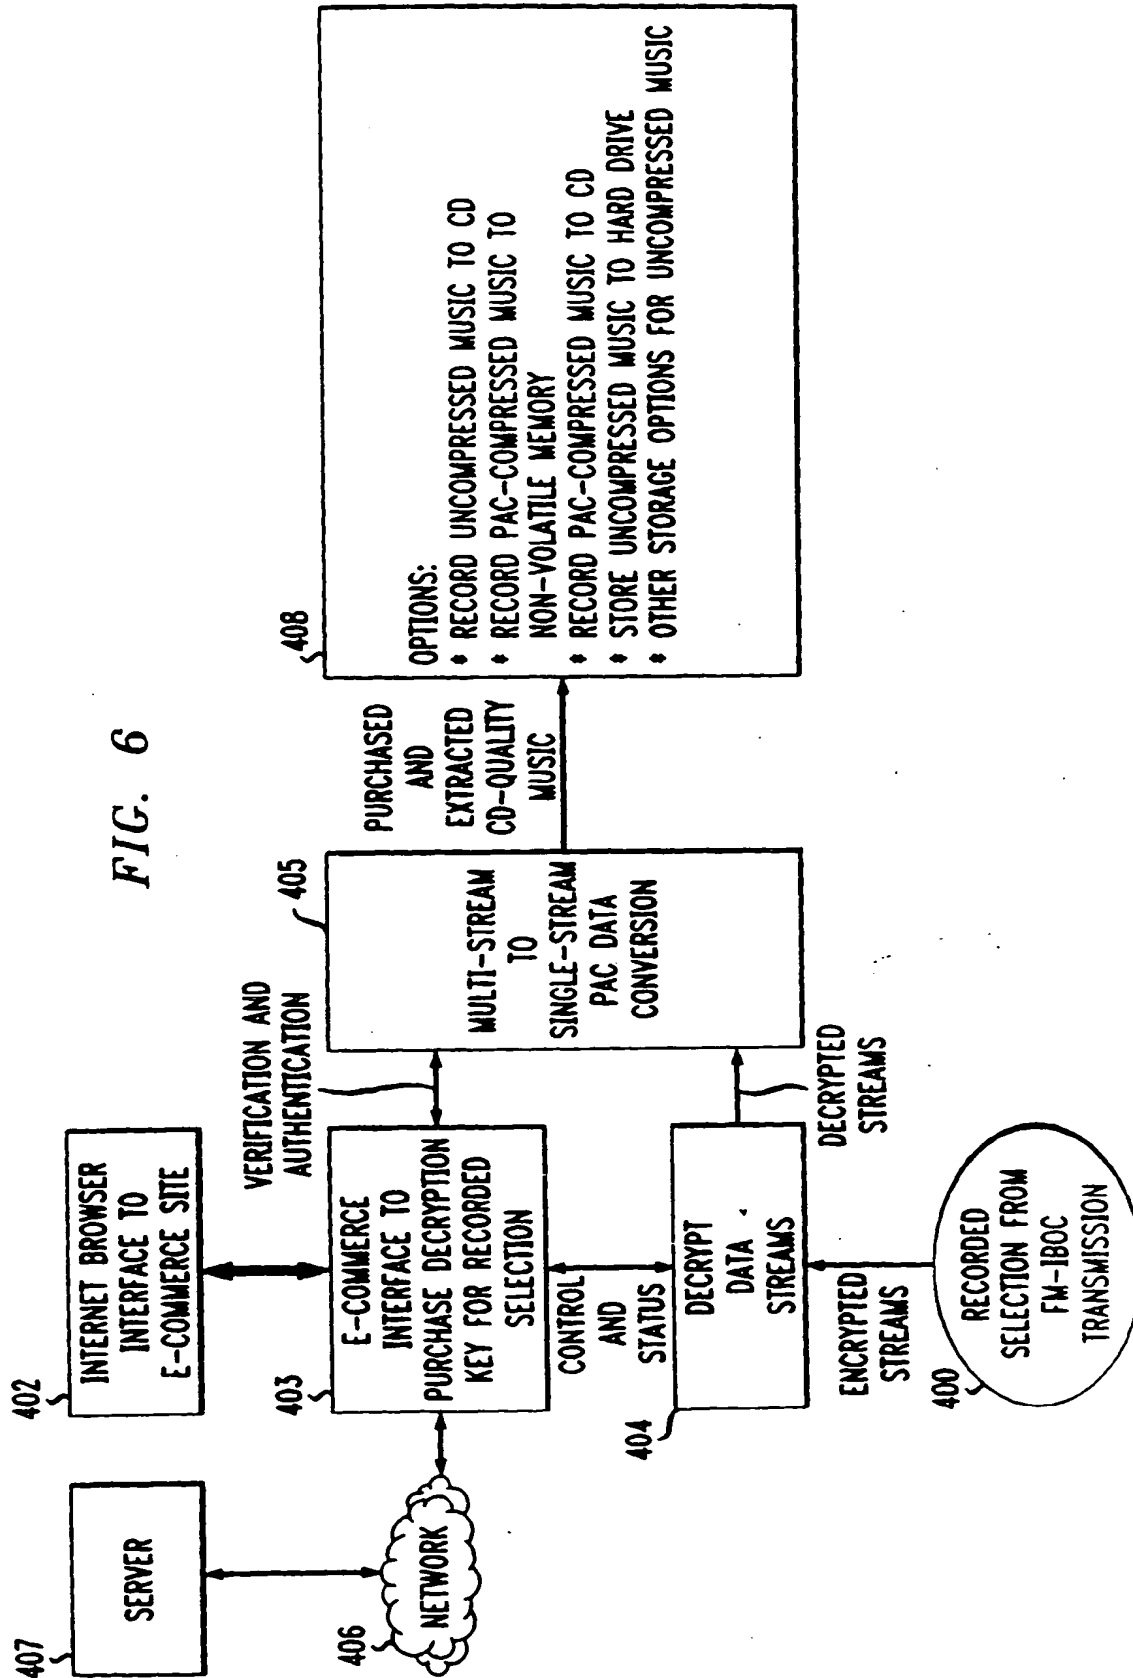 FIG. 6
407
SERVER
406
NETWORK
402
INTERNET BROWSER
INTERFACE TO
E-COMMERCE SITE
403
E-COMMERCE
INTERFACE TO
PURCHASE DECRYPTION
KEY FOR RECORDED
SELECTION
VERIFICATION AND
AUTHENTICATION
CONTROL
AND
STATUS
404
DECRYPT
DATA
STREAMS
ENCRYPTED
STREAMS
400
RECORDED
SELECTION FROM
FM-IBOC
TRANSMISSION
DECRYPTED
STREAMS
405
MULTI-STREAM
TO
SINGLE-STREAM
PAC DATA
CONVERSION
PURCHASED
AND
EXTRACTED
CD-QUALITY
MUSIC
408
OPTIONS:
* RECORD UNCOMPRESSED MUSIC TO CD
* RECORD PAC-COMPRESSED MUSIC TO
NON-VOLATILE MEMORY
* RECORD PAC-COMPRESSED MUSIC TO CD
* STORE UNCOMPRESSED MUSIC TO HARD DRIVE
* OTHER STORAGE OPTIONS FOR UNCOMPRESSED MUSIC